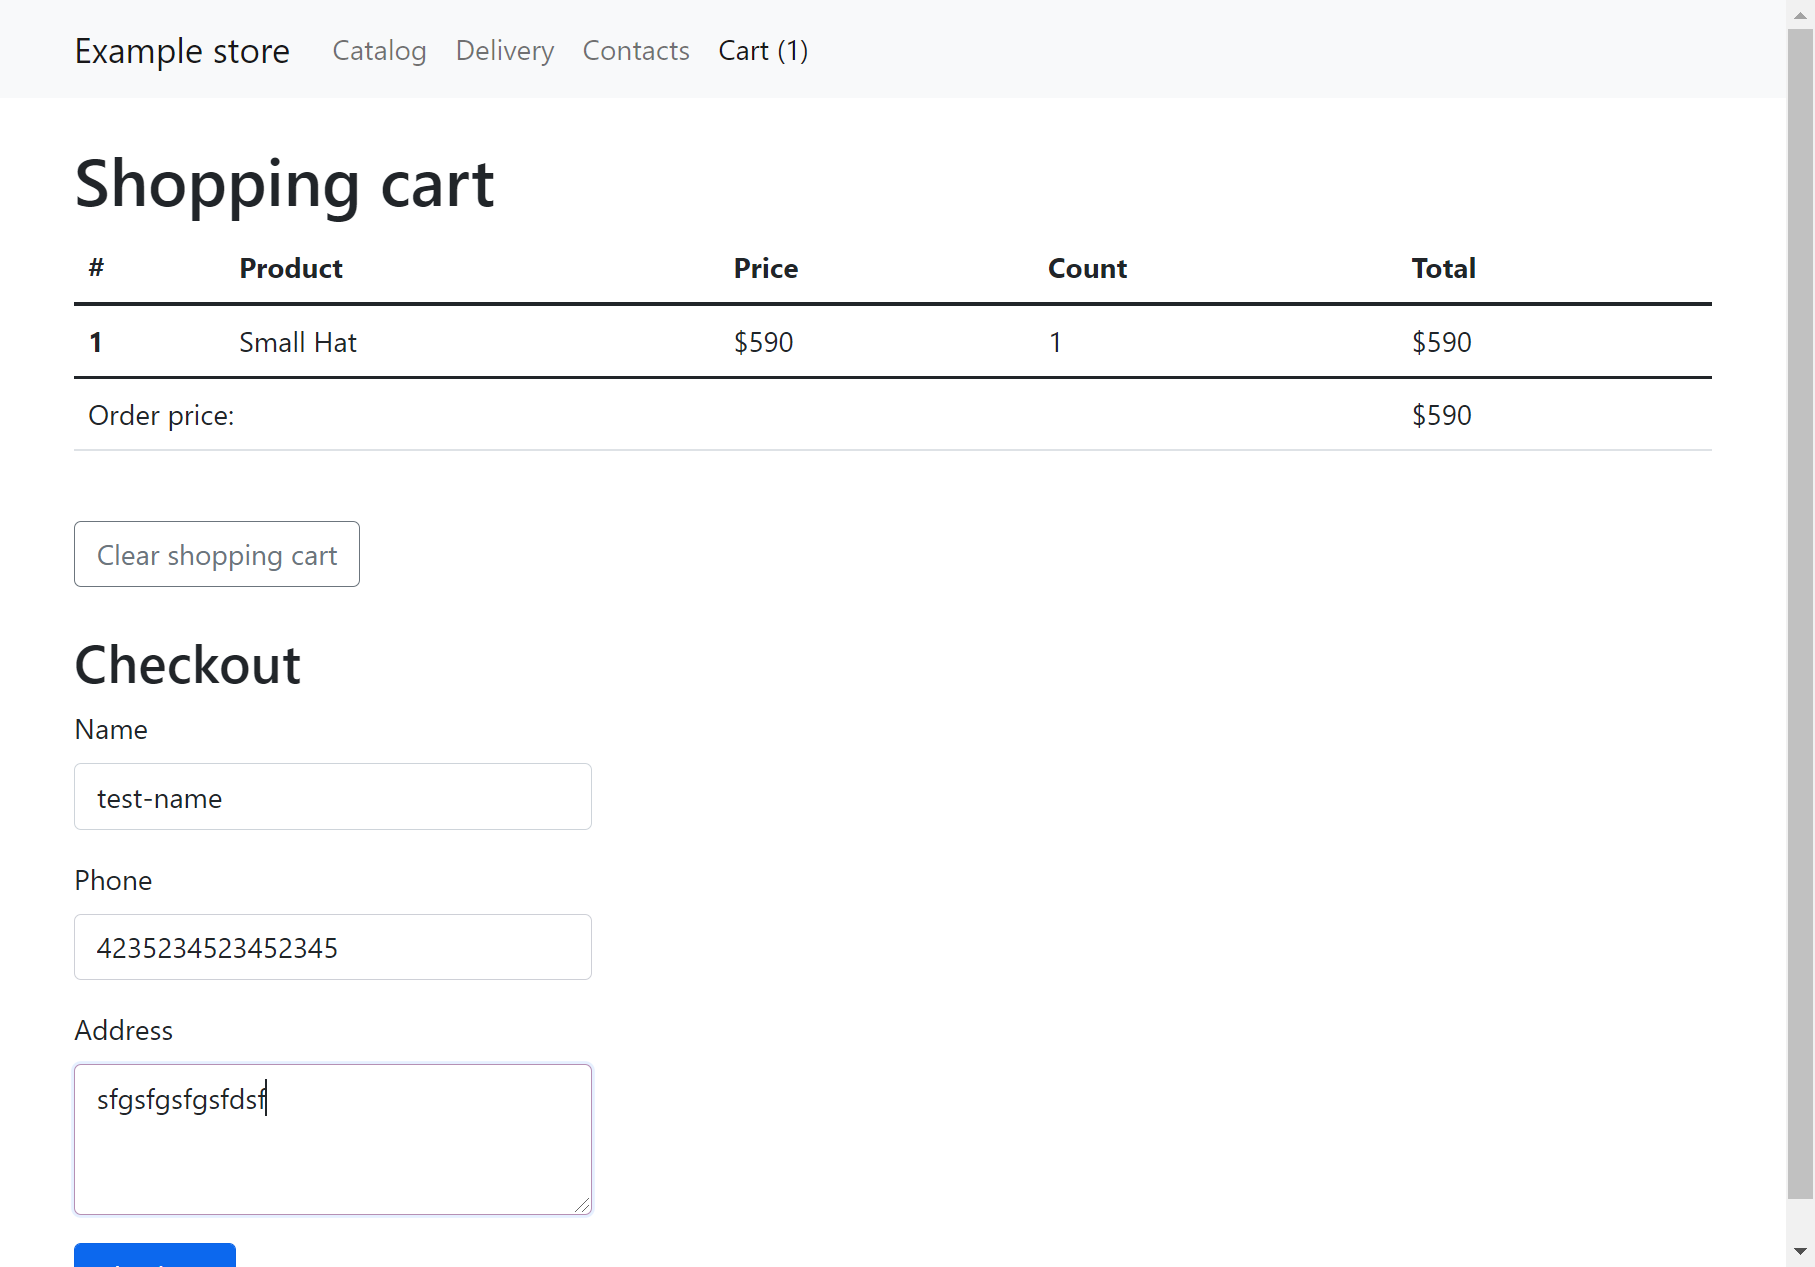 Example store Catalog Delivery Contacts Cart (1)
Shopping cart
# Product Price Count Total
1 Small Hat $590 1 $590
Order price: $590
Clear shopping cart
Checkout
Name
test-name
Phone
4235234523452345
Address
sfgsfgsfgsfdsf